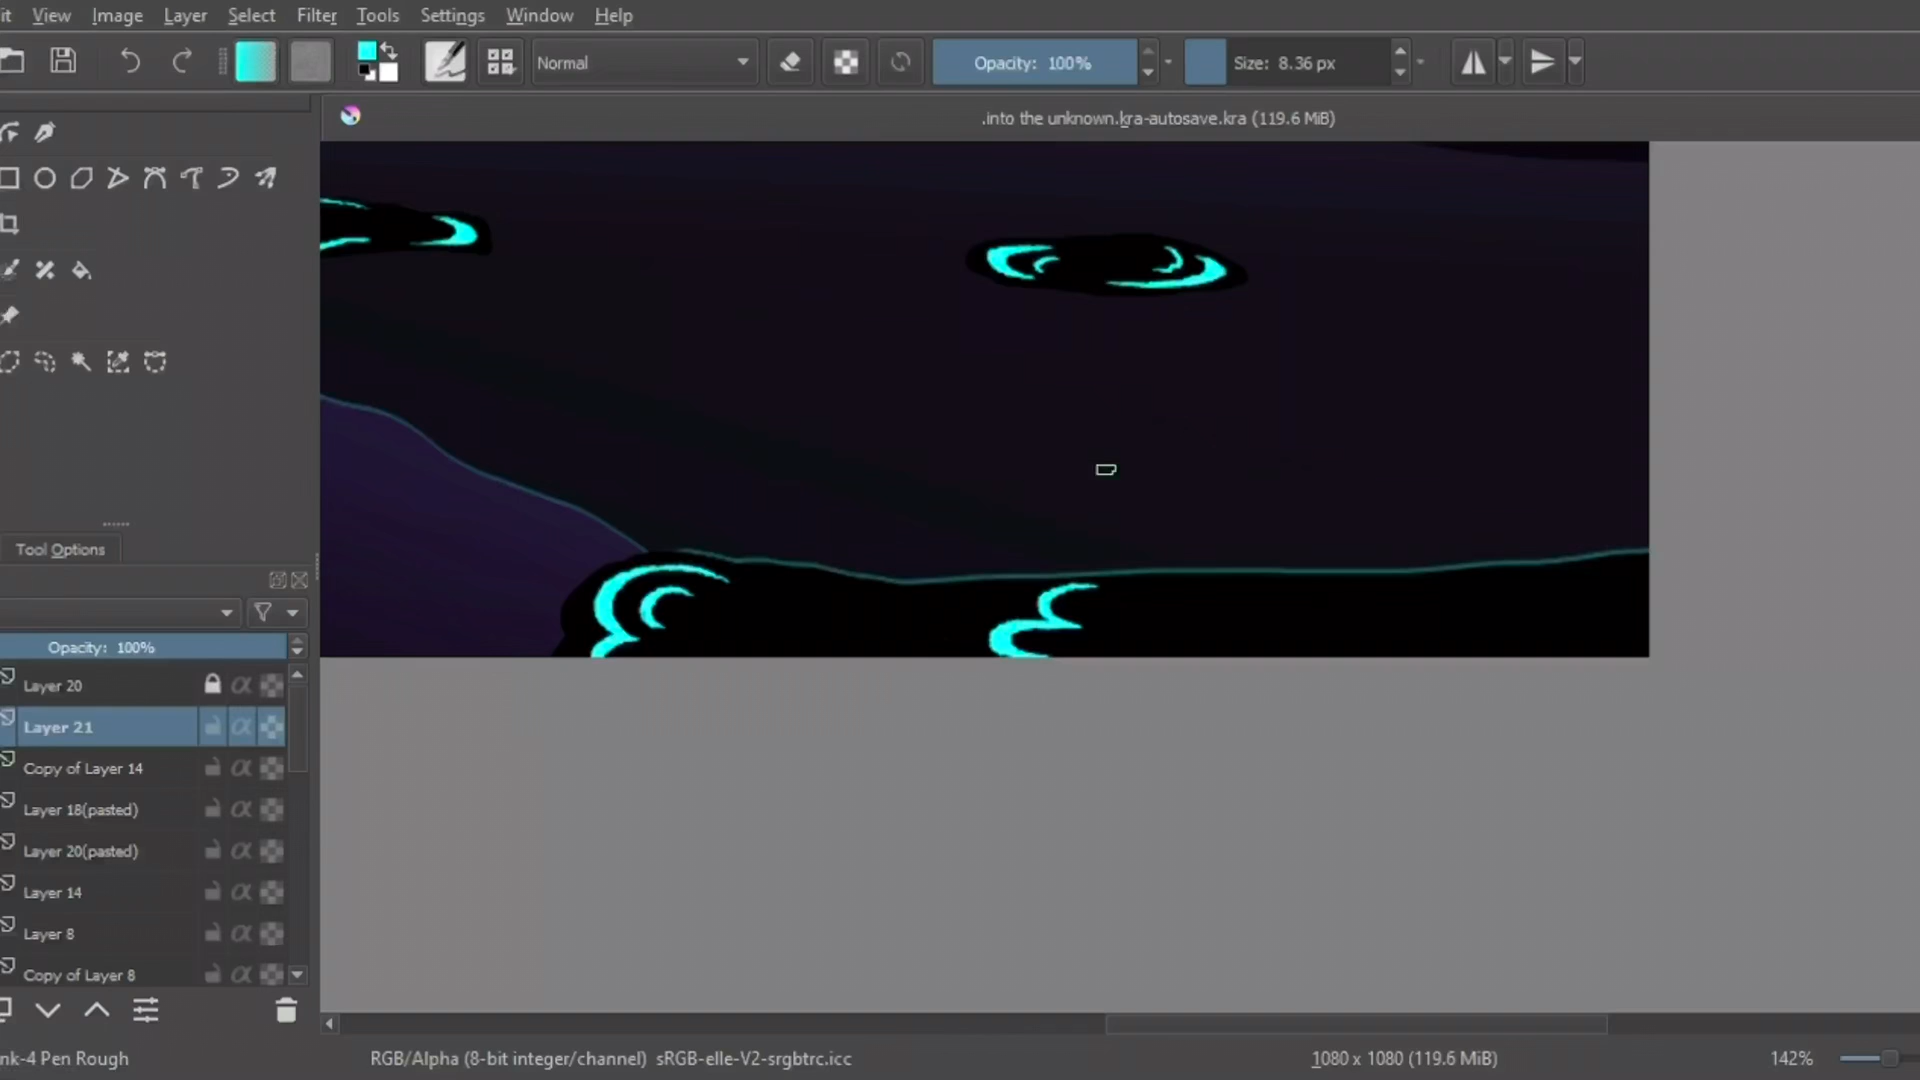 it View Image Layer Select Filter Tools Settings Window Help
Normal Opacity: 100% Size: 8.36 px
.into the unknown.kra-autosave.kra (119.6 MiB)
Tool Options
Opacity: 100%
Layer 20 α
Layer 21 α
Copy of Layer 14 α
Layer 18(pasted) α
Layer 20(pasted) α
Layer 14 α
Layer 8 α
Copy of Layer 8 α
nk-4 Pen Rough RGB/Alpha (8-bit integer/channel) sRGB-elle-V2-srgbtrc.icc 1080 x 1080 (119.6 MiB) 142%